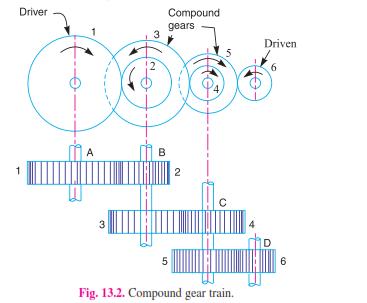 Driver
Compound
gears
Driven
1
3
5
6
2
4
A
B
1
2
C
3
4
D
5
6
Fig. 13.2. Compound gear train.